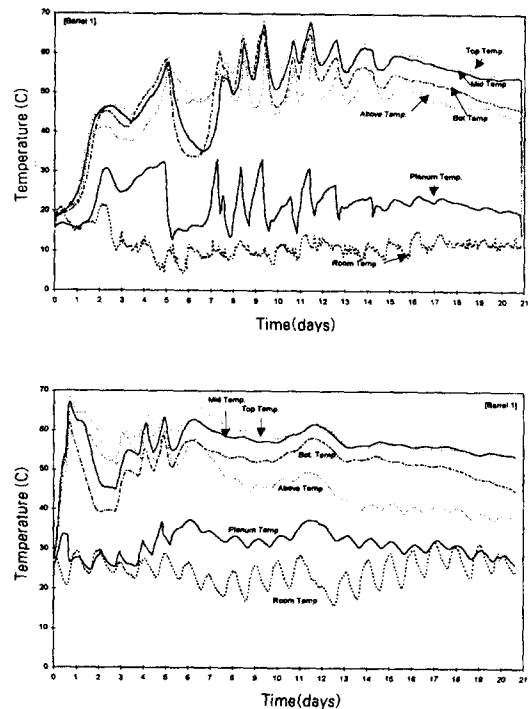 [Barrel 1]
70
60
50
40
30
20
10
0
Temperature (C)
Top Temp.
Mid Temp.
Bot Temp
Above Temp.
Plenum Temp.
Room Temp
0 1 2 3 4 5 6 7 8 9 10 11 12 13 14 15 16 17 18 19 20 21
Time(days)
[Barrel 1]
70
60
50
40
30
20
10
0
Temperature (C)
Mid Temp.
Top Temp.
Bot. Temp
Above Temp
Plenum Temp
Room Temp
0 1 2 3 4 5 6 7 8 9 10 11 12 13 14 15 16 17 18 19 20 21
Time(days)